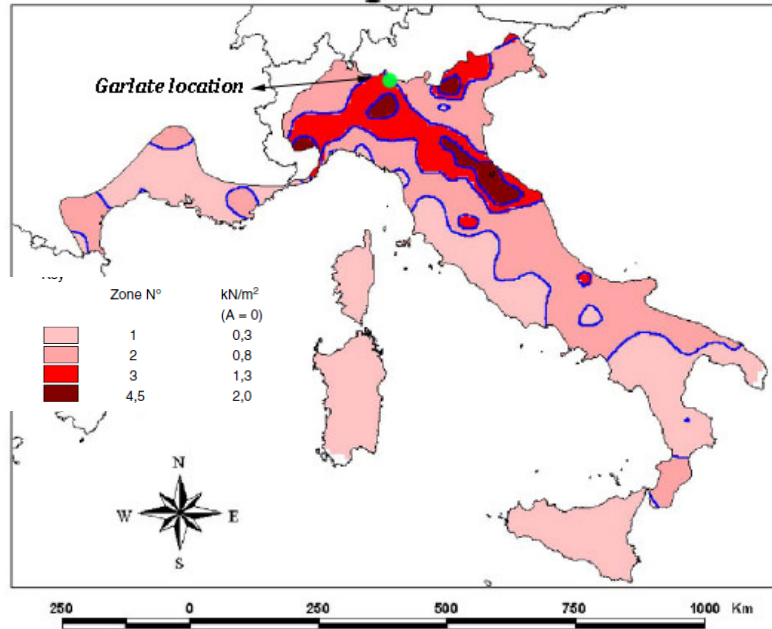 Garlate location
Zone N° kN/m²
(A = 0)
1 0,3
2 0,8
3 1,3
4,5 2,0
N
W E
S
250 0 250 500 750 1000 Km